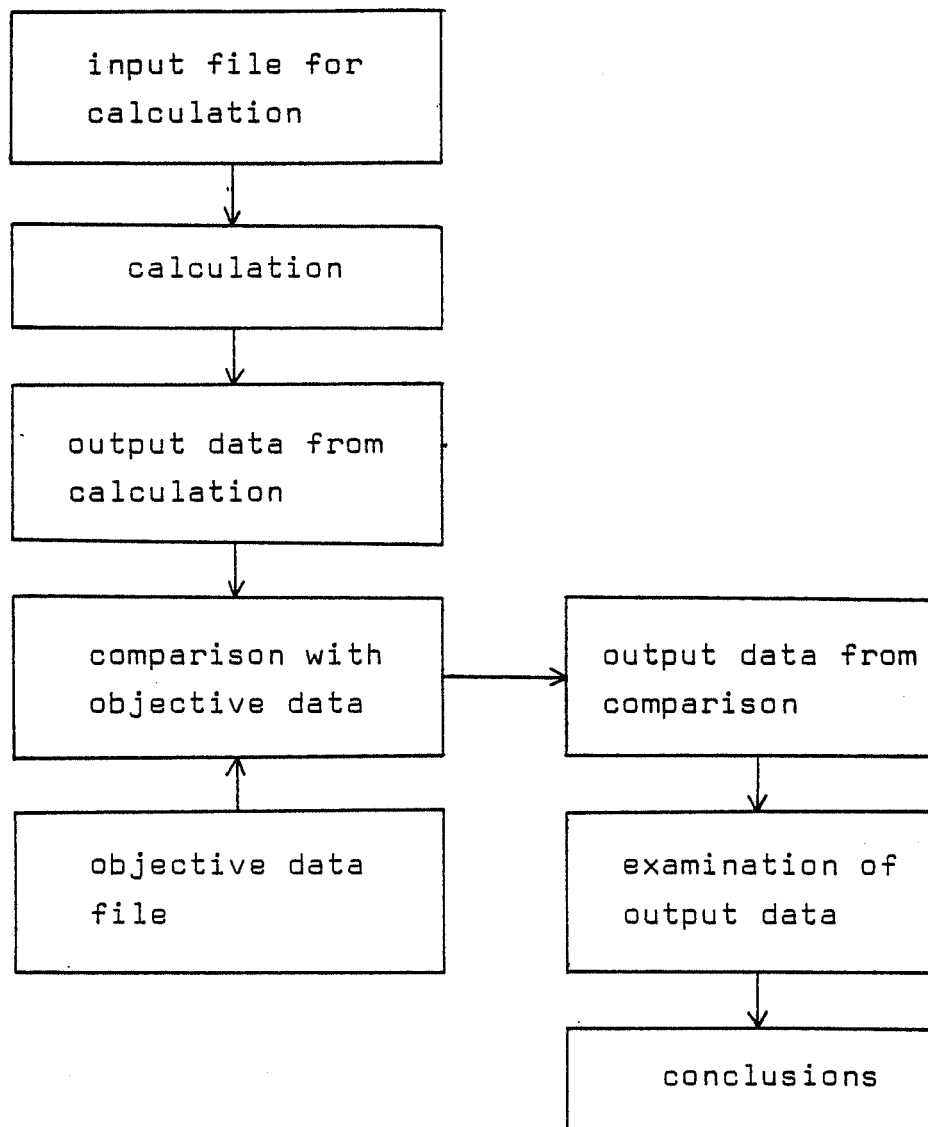 input file for
calculation
calculation
output data from
calculation
comparison with
objective data
objective data
file
output data from
comparison
examination of
output data
conclusions